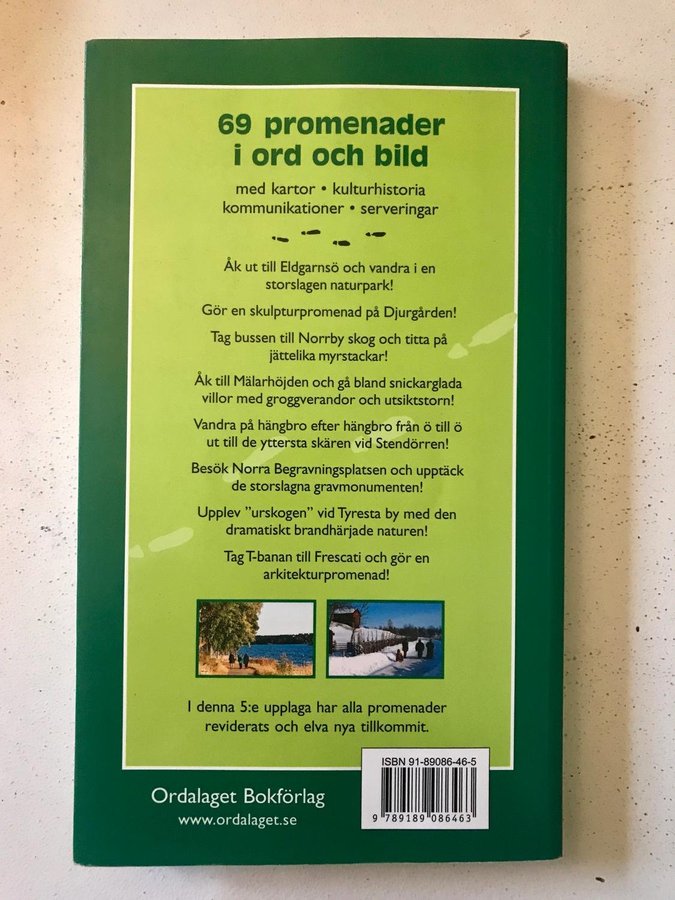 69 promenader
i ord och bild
med kartor • kulturhistoria
kommunikationer • serveringar
Åk ut till Eldgarnsö och vandra i en
storslagen naturpark!
Gör en skulpturpromenad på Djurgården!
Tag bussen till Norrby skog och titta på
jättelika myrstackar!
Åk till Mälarhöjden och gå bland snickarglada
villor med groggverandor och utsiktstorn!
Vandra på hängbro efter hängbro från ö till ö
ut till de yttersta skären vid Stendörren!
Besök Norra Begravningsplatsen och upptäck
de storslagna gravmonumenten!
Upplev ”urskogen” vid Tyresta by med den
dramatiskt brandhärjade naturen!
Tag T-banan till Frescati och gör en
arkitekturpromenad!
I denna 5:e upplaga har alla promenader
reviderats och elva nya tillkommit.
ISBN 91-89086-46-5
9 789189 086463
Ordalaget Bokförlag
www.ordalaget.se